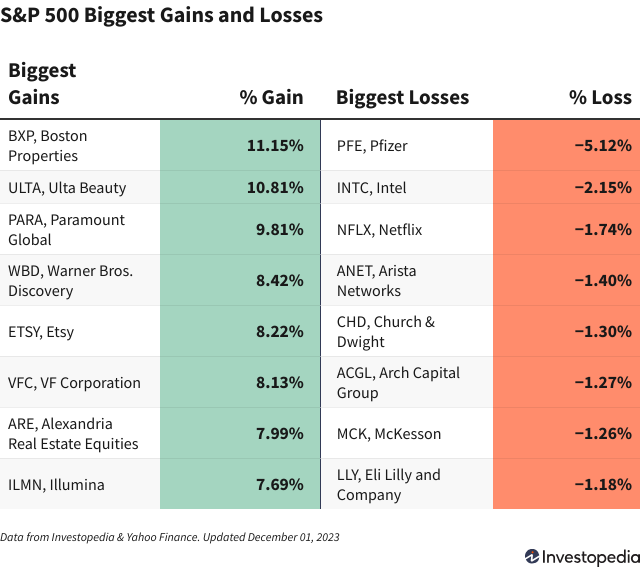 S&P 500 Biggest Gains and Losses
Biggest
Gains
% Gain
Biggest Losses
% Loss
BXP, Boston
Properties
11.15%
PFE, Pfizer
−5.12%
ULTA, Ulta Beauty
10.81%
INTC, Intel
−2.15%
PARA, Paramount
Global
9.81%
NFLX, Netflix
−1.74%
WBD, Warner Bros.
Discovery
8.42%
ANET, Arista
Networks
−1.40%
ETSY, Etsy
8.22%
CHD, Church &
Dwight
−1.30%
VFC, VF Corporation
8.13%
ACGL, Arch Capital
Group
−1.27%
ARE, Alexandria
Real Estate Equities
7.99%
MCK, McKesson
−1.26%
ILMN, Illumina
7.69%
LLY, Eli Lilly and
Company
−1.18%
Data from Investopedia & Yahoo Finance. Updated December 01, 2023
Investopedia